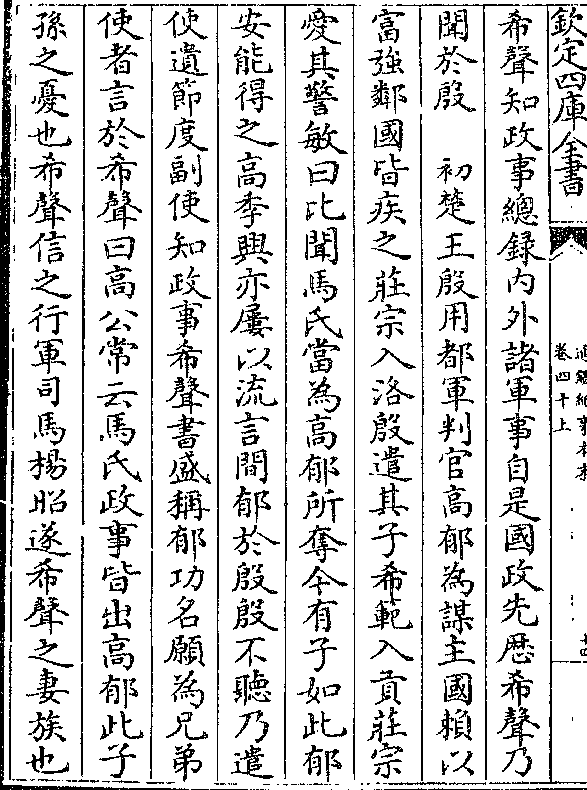 欽定四庫全書
卷四十上
希聲知政事總録内外諸軍事自是國政先歴希聲乃
聞於殷　初楚王殷用都軍判官高郁為謀主國賴以
富強鄰國皆疾之莊宗入洛殷遣其子希範入貢莊宗
愛其警敏曰比聞馬氏當為高郁所奪今有子如此郁
安能得之高季興亦屢以流言間郁於殷殷不聽乃遣
使遺節度副使知政事希聲書盛稱郁功名願為兄弟
使者言於希聲曰高公常云馬氏政事皆出高郁此子
孫之憂也希聲信之行軍司馬楊昭遂希聲之妻族也